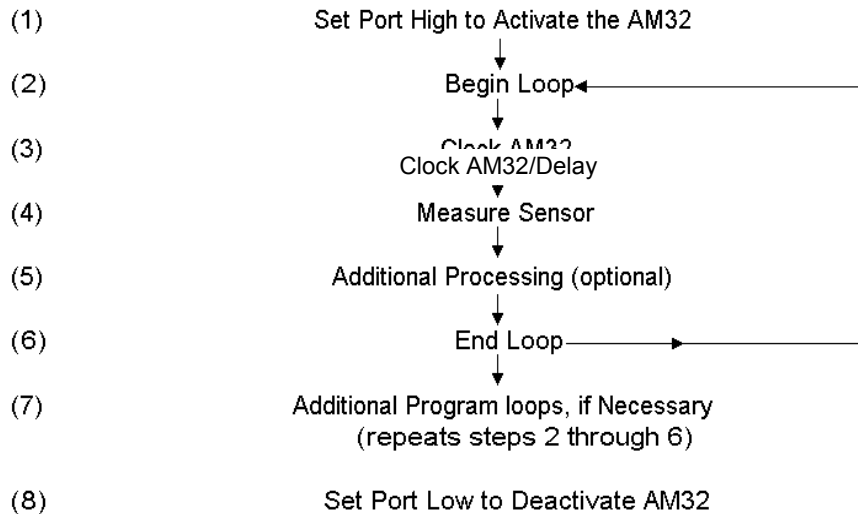 (1) Set Port High to Activate the AM32
(2) Begin Loop
(3) Clock AM32
Clock AM32/Delay
(4) Measure Sensor
(5) Additional Processing (optional)
(6) End Loop
(7) Additional Program loops, if Necessary
(repeats steps 2 through 6)
(8) Set Port Low to Deactivate AM32